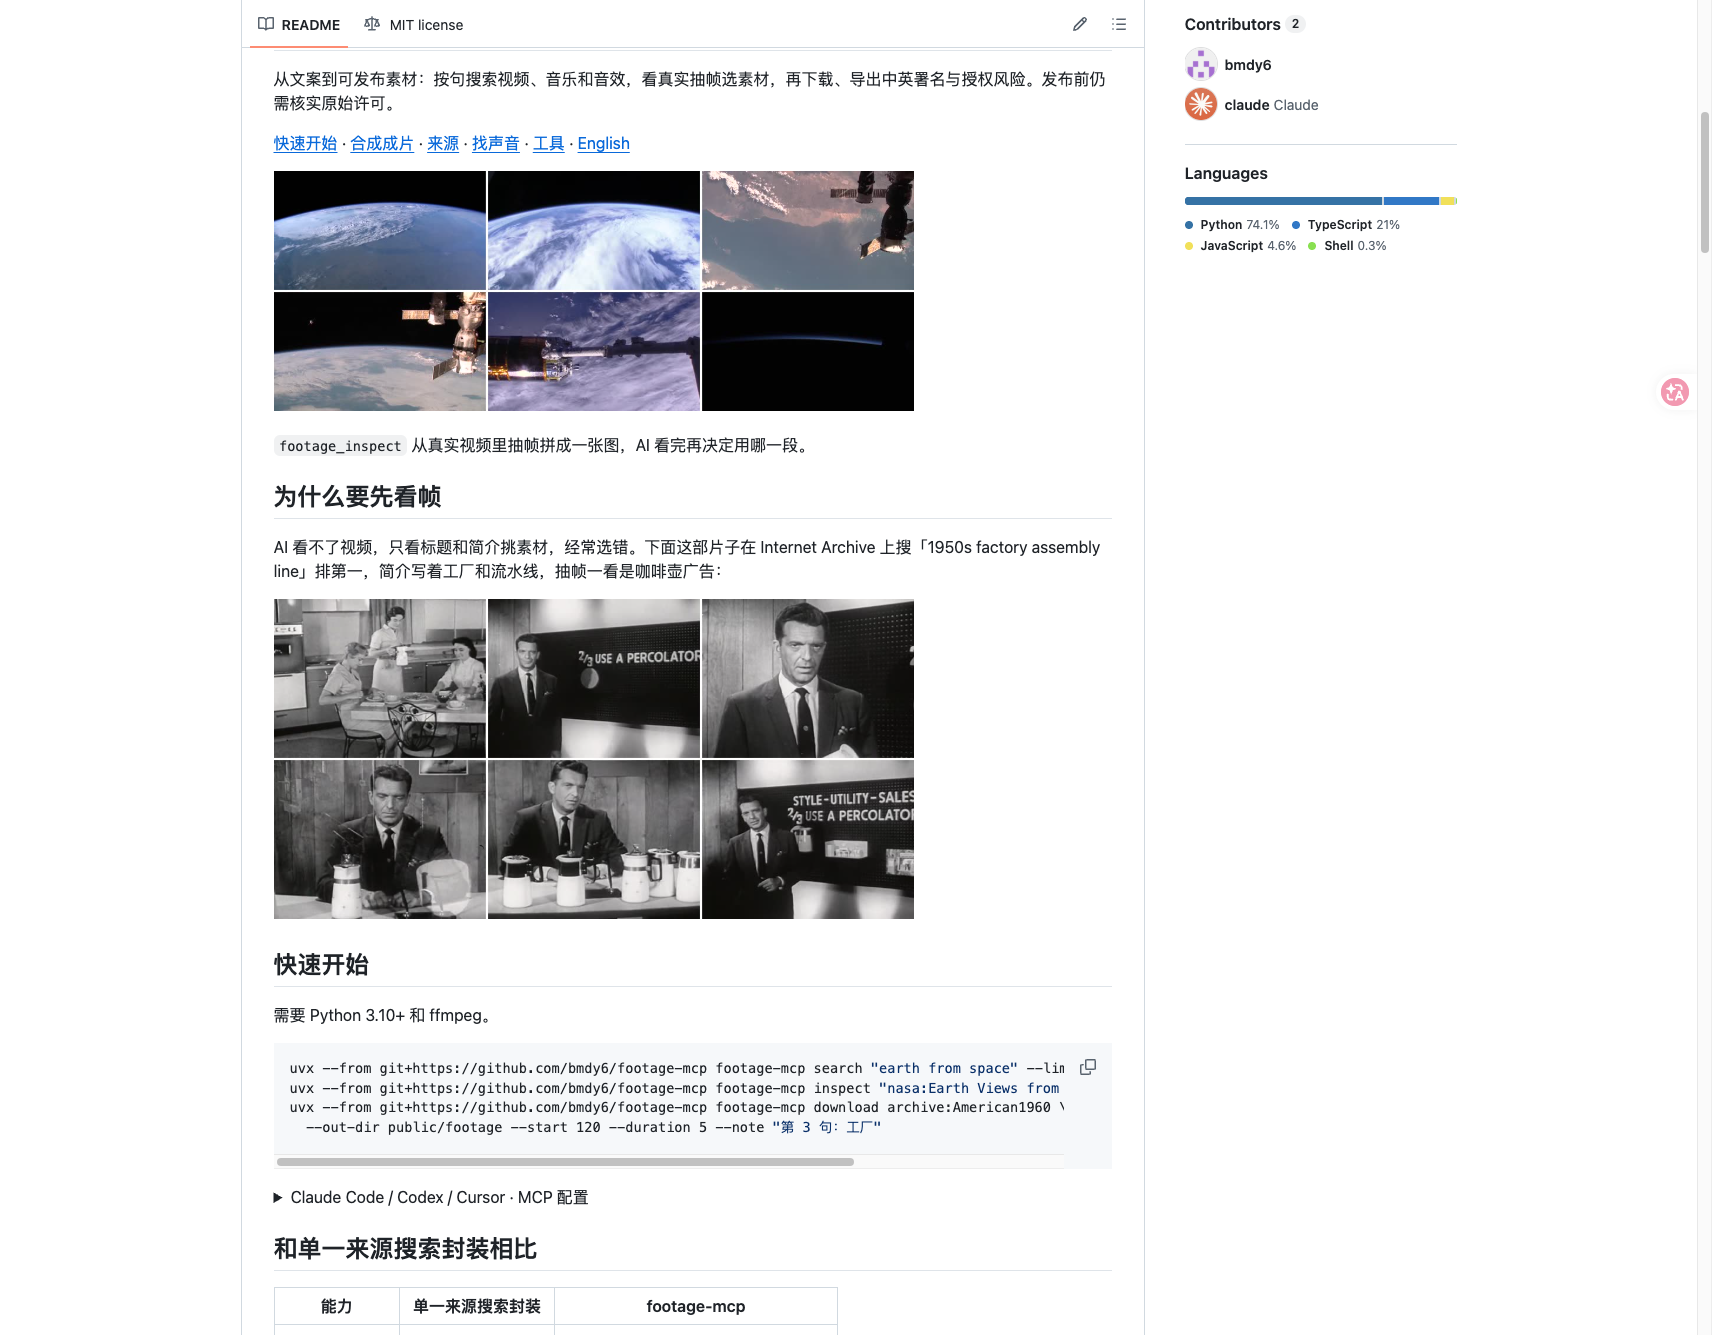 README
MIT license
从文案到可发布素材：按句搜索视频、音乐和音效，看真实抽帧选素材，再下载、导出中英署名与授权风险。发布前仍
需核实原始许可。
快速开始 · 合成成片 · 来源 · 找声音 · 工具 · English
footage_inspect 从真实视频里抽帧拼成一张图，AI 看完再决定用哪一段。
为什么要先看帧
AI 看不了视频，只看标题和简介挑素材，经常选错。下面这部片子在 Internet Archive 上搜「1950s factory assembly
line」排第一，简介写着工厂和流水线，抽帧一看是咖啡壶广告：
2/3 USE A PERCOLATOR
STYLE-UTILITY-SALES
2/3 USE A PERCOLATOR
快速开始
需要 Python 3.10+ 和 ffmpeg。
uvx --from git+https://github.com/bmdy6/footage-mcp footage-mcp search "earth from space" --lim
uvx --from git+https://github.com/bmdy6/footage-mcp footage-mcp inspect "nasa:Earth Views from
uvx --from git+https://github.com/bmdy6/footage-mcp footage-mcp download archive:American1960 \
--out-dir public/footage --start 120 --duration 5 --note "第 3 句：工厂"
Claude Code / Codex / Cursor · MCP 配置
和单一来源搜索封装相比
能力 单一来源搜索封装 footage-mcp
Contributors 2
bmdy6
claude Claude
Languages
Python 74.1% TypeScript 21%
JavaScript 4.6% Shell 0.3%